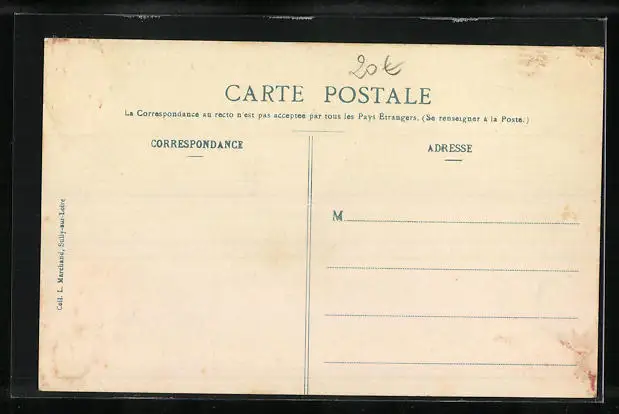 20€
CARTE POSTALE
La Correspondance au recto n'est pas acceptée par tous les Pays Etrangers. (Se renseigner à la Poste.)
CORRESPONDANCE
ADRESSE
M
Coll. L. Marchand, Sully-sur-Loire